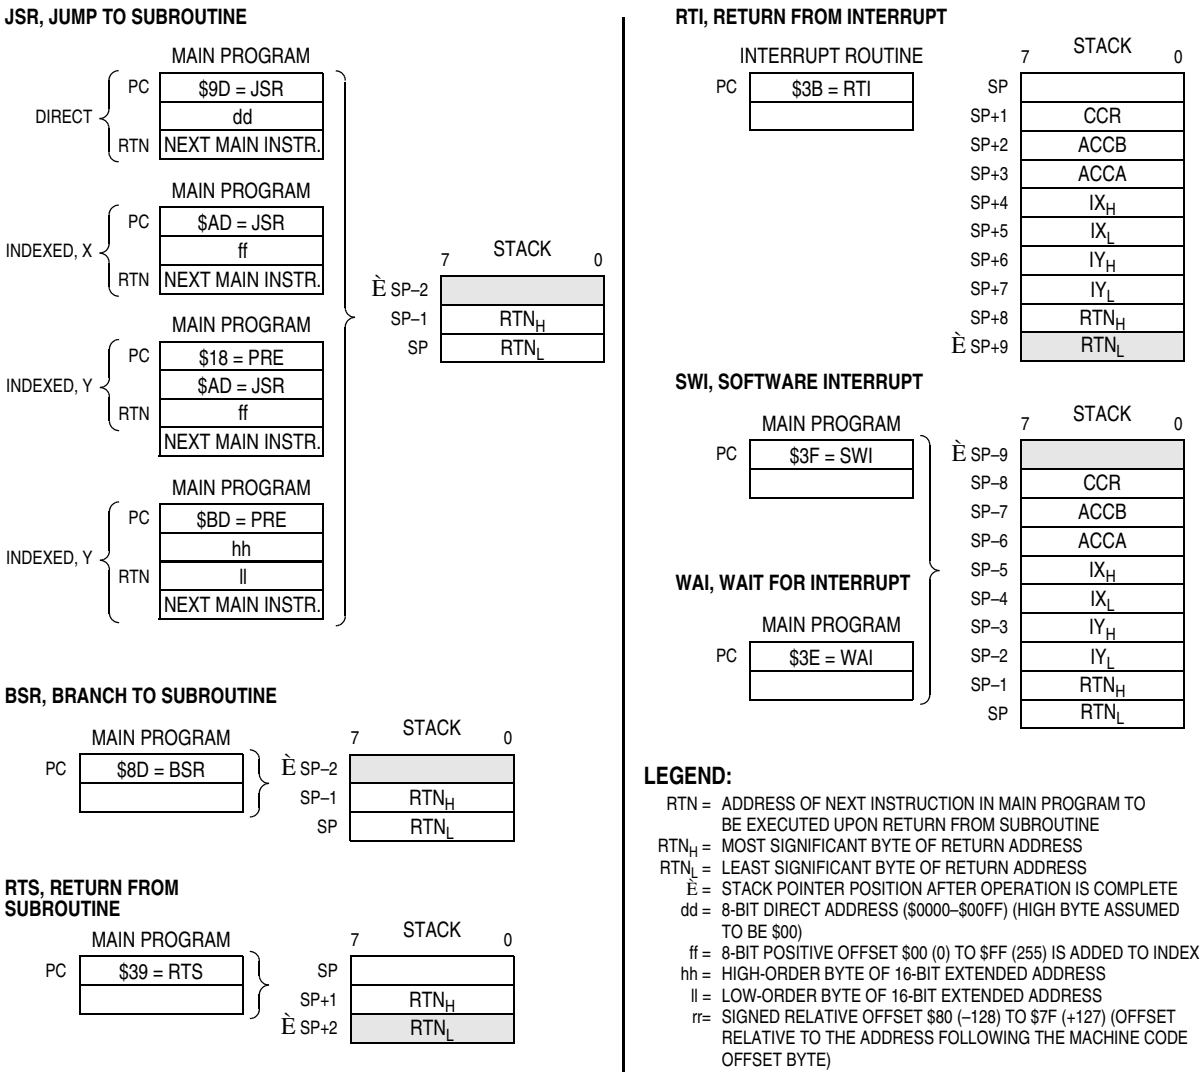 JSR, JUMP TO SUBROUTINE
MAIN PROGRAM
DIRECT
PC $9D = JSR
dd
RTN NEXT MAIN INSTR.
MAIN PROGRAM
INDEXED, X
PC $AD = JSR
ff
RTN NEXT MAIN INSTR.
MAIN PROGRAM
INDEXED, Y
PC $18 = PRE
$AD = JSR
RTN ff
NEXT MAIN INSTR.
MAIN PROGRAM
INDEXED, Y
PC $BD = PRE
hh
RTN ll
NEXT MAIN INSTR.
7 STACK 0
È SP–2
SP–1 RTNH
SP RTNL
BSR, BRANCH TO SUBROUTINE
MAIN PROGRAM
PC $8D = BSR
7 STACK 0
È SP–2
SP–1 RTNH
SP RTNL
RTS, RETURN FROM
SUBROUTINE
MAIN PROGRAM
PC $39 = RTS
7 STACK 0
SP
SP+1 RTNH
È SP+2 RTNL
RTI, RETURN FROM INTERRUPT
INTERRUPT ROUTINE
PC $3B = RTI
7 STACK 0
SP
SP+1 CCR
SP+2 ACCB
SP+3 ACCA
SP+4 IXH
SP+5 IXL
SP+6 IYH
SP+7 IYL
SP+8 RTNH
È SP+9 RTNL
SWI, SOFTWARE INTERRUPT
MAIN PROGRAM
PC $3F = SWI
WAI, WAIT FOR INTERRUPT
MAIN PROGRAM
PC $3E = WAI
7 STACK 0
È SP–9
SP–8 CCR
SP–7 ACCB
SP–6 ACCA
SP–5 IXH
SP–4 IXL
SP–3 IYH
SP–2 IYL
SP–1 RTNH
SP RTNL
LEGEND:
RTN = ADDRESS OF NEXT INSTRUCTION IN MAIN PROGRAM TO
BE EXECUTED UPON RETURN FROM SUBROUTINE
RTNH = MOST SIGNIFICANT BYTE OF RETURN ADDRESS
RTNL = LEAST SIGNIFICANT BYTE OF RETURN ADDRESS
È = STACK POINTER POSITION AFTER OPERATION IS COMPLETE
dd = 8-BIT DIRECT ADDRESS ($0000–$00FF) (HIGH BYTE ASSUMED
TO BE $00)
ff = 8-BIT POSITIVE OFFSET $00 (0) TO $FF (255) IS ADDED TO INDEX
hh = HIGH-ORDER BYTE OF 16-BIT EXTENDED ADDRESS
ll = LOW-ORDER BYTE OF 16-BIT EXTENDED ADDRESS
rr= SIGNED RELATIVE OFFSET $80 (–128) TO $7F (+127) (OFFSET
RELATIVE TO THE ADDRESS FOLLOWING THE MACHINE CODE
OFFSET BYTE)